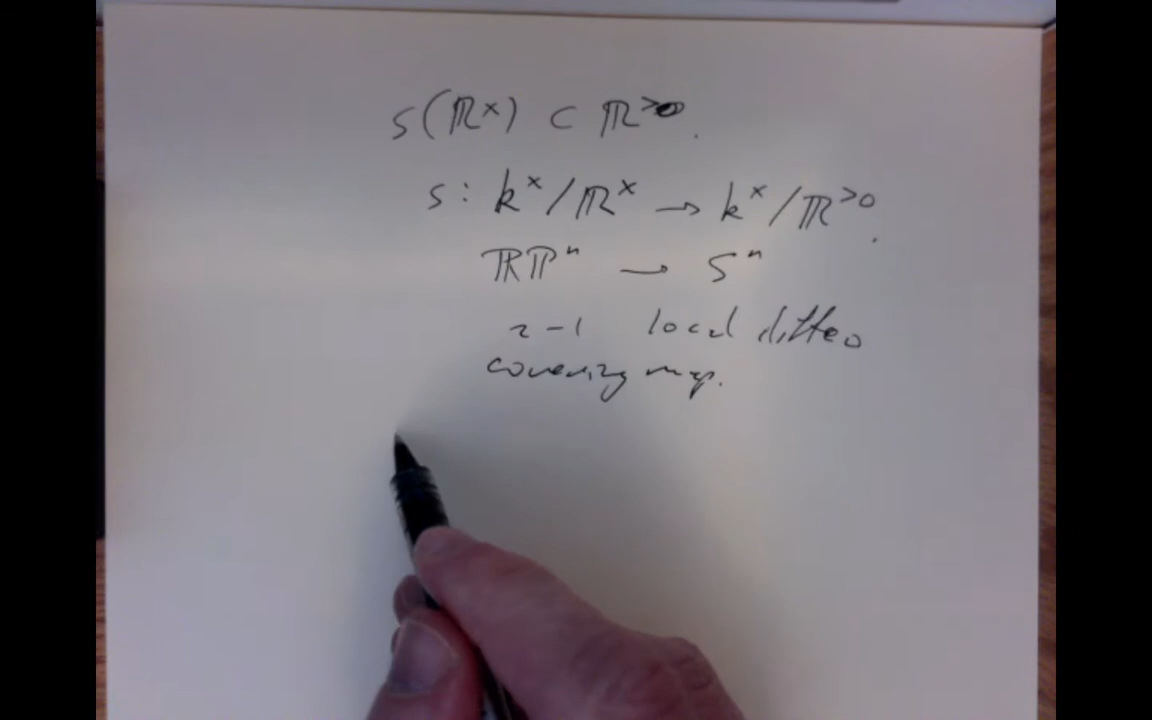 s(ℝ^×) ⊂ ℝ^{>0}.
s: k^×/ℝ^× → k^×/ℝ^{>0}.
ℝℙ^n → S^n
2-1 local diffeo
covering map.